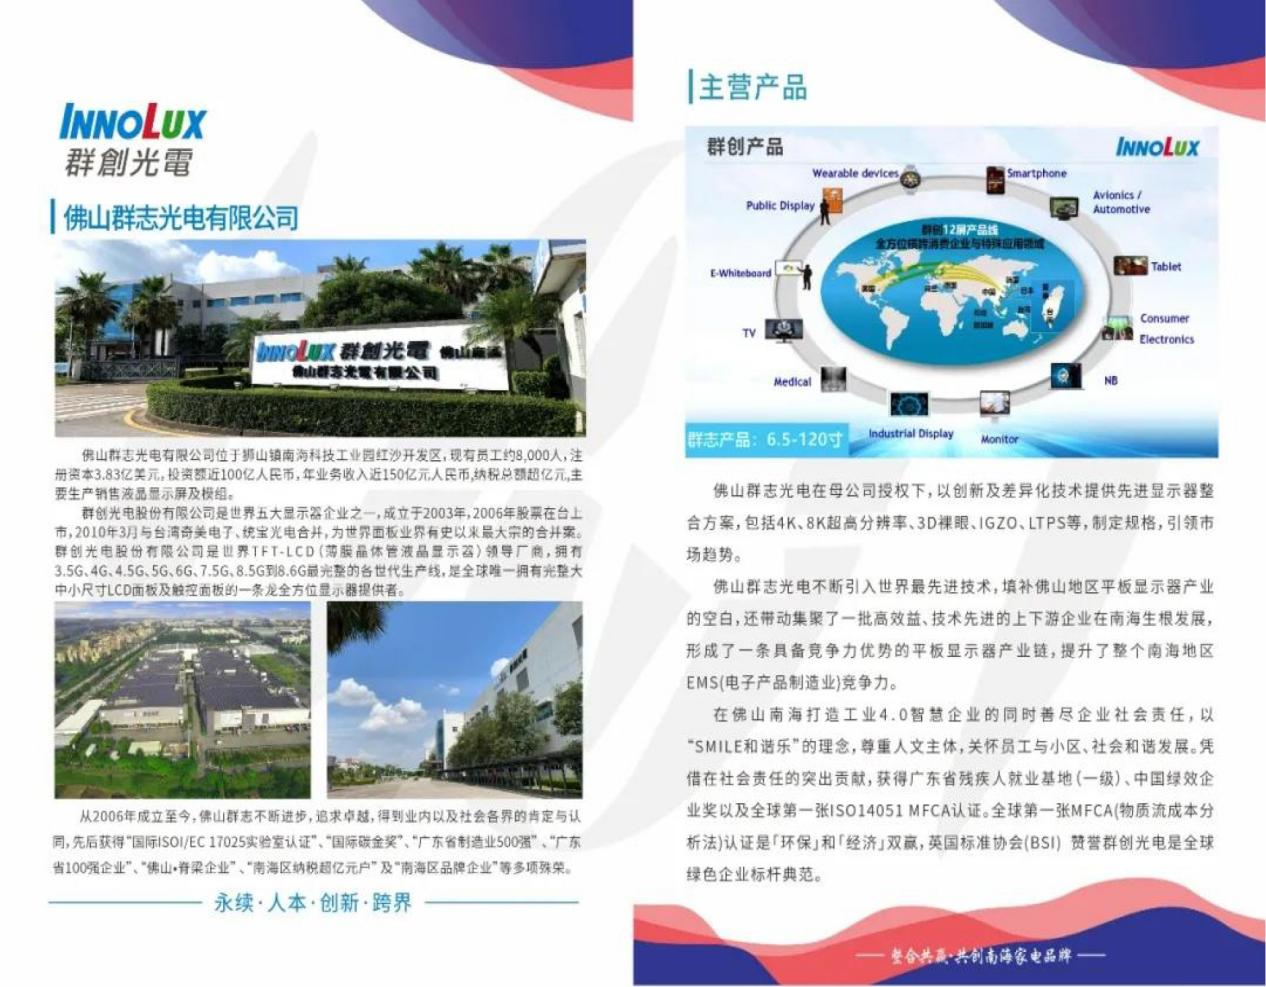 INNOLUX
群創光電
佛山群志光电有限公司
INNOLUX 群創光電 佛山
佛山群志光電有限公司
佛山群志光电有限公司位于狮山镇南海科技工业园红沙开发区,现有员工约8,000人,注
册资本3.83亿美元,投资额近100亿人民币,年业务收入近150亿元人民币,纳税总额超亿元,主
要生产销售液晶显示屏及模组。
群创光电股份有限公司是世界五大显示器企业之一,成立于2003年,2006年股票在台上
市,2010年3月与台湾奇美电子、统宝光电合并,为世界面板业界有史以来最大宗的合并案。
群创光电股份有限公司是世界TFT-LCD(薄膜晶体管液晶显示器)领导厂商,拥有
3.5G、4G、4.5G、5G、6G、7.5G、8.5G到8.6G最完整的各世代生产线,是全球唯一拥有完整大
中小尺寸LCD面板及触控面板的一条龙全方位显示器提供者。
从2006年成立至今,佛山群志不断进步,追求卓越,得到业内以及社会各界的肯定与认
同,先后获得“国际ISOI/EC 17025实验室认证”、“国际碳金奖”、“广东省制造业500强”、“广东
省100强企业”、“佛山•脊梁企业”、“南海区纳税超亿元户”及“南海区品牌企业”等多项殊荣。
永续·人本·创新·跨界
主营产品
群创产品
INNOLUX
Wearable devices
Smartphone
Public Display
Avionics /
Automotive
群创12屏产品线
全方位横跨消费企业与特殊应用领域
E-Whiteboard
Tablet
美国
中国
日本
TV
Consumer
Electronics
Medical
NB
Industrial Display
Monitor
群志产品:6.5-120寸
佛山群志光电在母公司授权下,以创新及差异化技术提供先进显示器整
合方案,包括4K、8K超高分辨率、3D裸眼、IGZO、LTPS等,制定规格,引领市
场趋势。
佛山群志光电不断引入世界最先进技术,填补佛山地区平板显示器产业
的空白,还带动集聚了一批高效益、技术先进的上下游企业在南海生根发展,
形成了一条具备竞争力优势的平板显示器产业链,提升了整个南海地区
EMS(电子产品制造业)竞争力。
在佛山南海打造工业4.0智慧企业的同时善尽企业社会责任,以
“SMILE和谐乐”的理念,尊重人文主体,关怀员工与小区、社会和谐发展。凭
借在社会责任的突出贡献,获得广东省残疾人就业基地(一级)、中国绿效企
业奖以及全球第一张ISO14051 MFCA认证。全球第一张MFCA(物质流成本分
析法)认证是「环保」和「经济」双赢,英国标准协会(BSI) 赞誉群创光电是全球
绿色企业标杆典范。
整合共赢·共创南海家电品牌